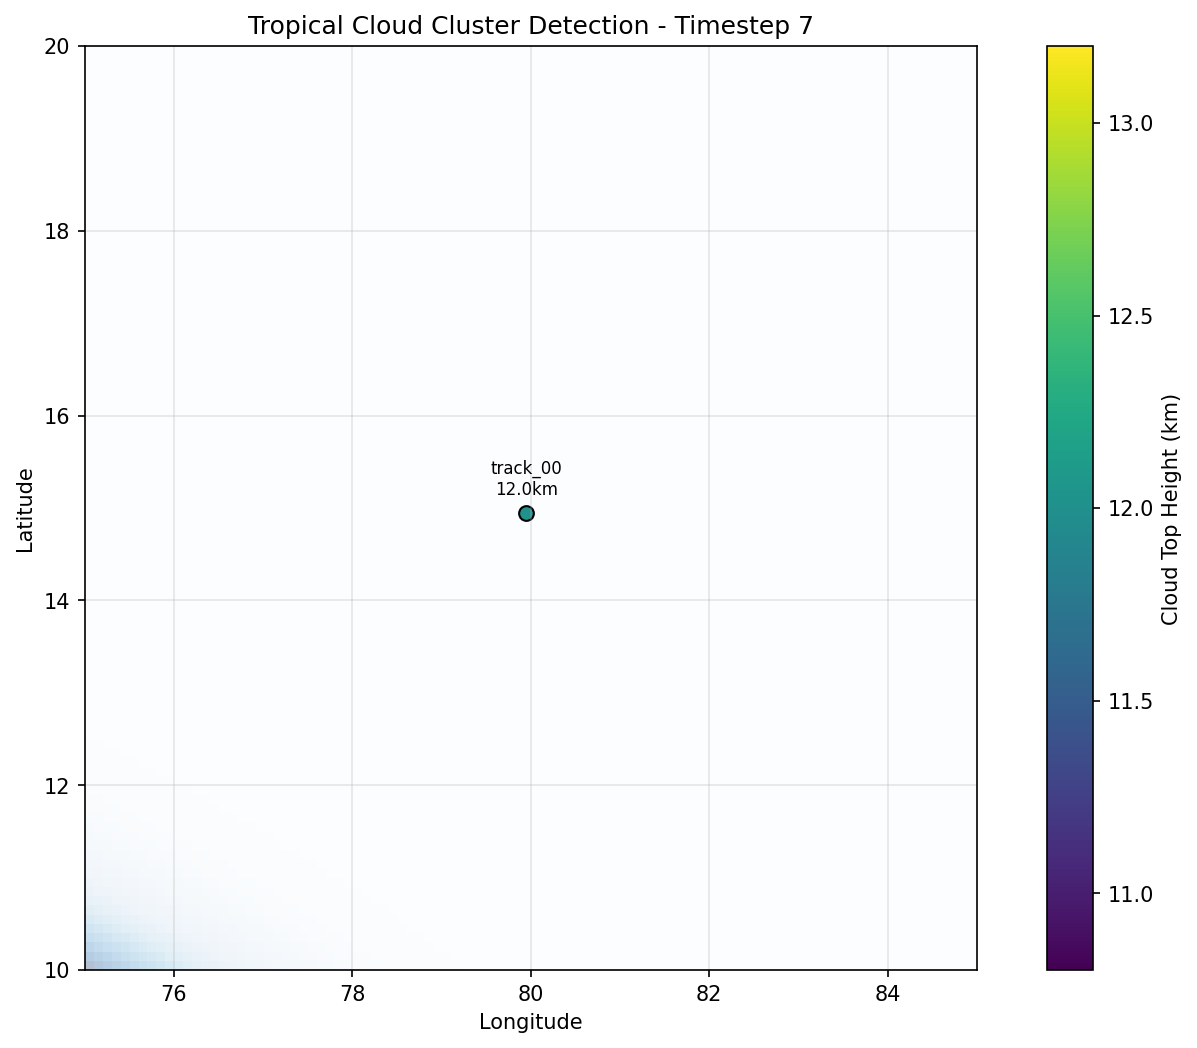 Tropical Cloud Cluster Detection - Timestep 7
20
18
16
14
12
10
Latitude
track_00
12.0km
76
78
80
82
84
Longitude
13.0
12.5
12.0
11.5
11.0
Cloud Top Height (km)